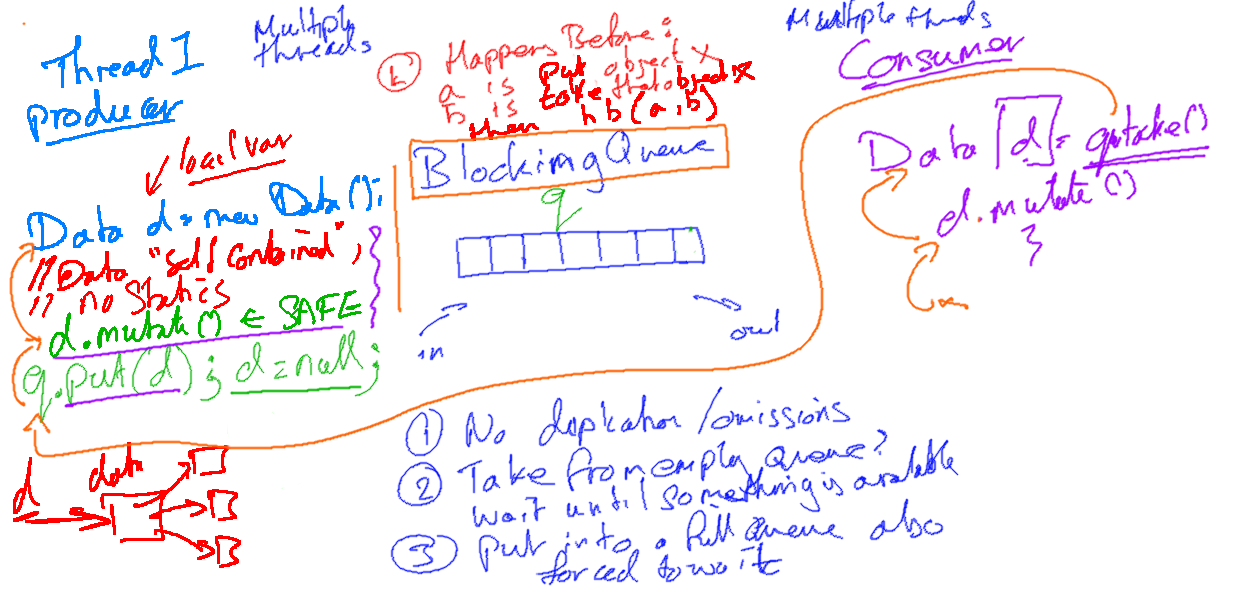 Multiple
threads
Thread 1
producer
local var
Data d = new Data();
// Data "self combined",
// no statics
d.mutate() ← SAFE
q.put(d); d = null;
d
data
④ Happens Before:
a is put object X
b is take object X
then hb(a,b)
BlockingQueue
q
in
out
① No duplication/omissions
② Take from empty Queue?
wait until something is available
③ put into a full Queue also
forced to wait
Multiple threads
Consumer
Data d = q.take()
d.mutate()
}